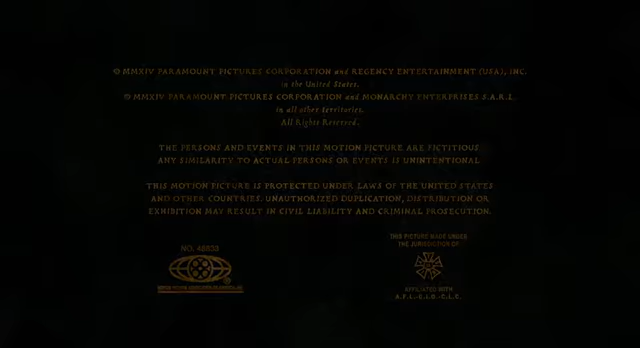 © MMXIV PARAMOUNT PICTURES CORPORATION and REGENCY ENTERTAINMENT (USA), INC.
in the United States.
© MMXIV PARAMOUNT PICTURES CORPORATION and MONARCHY ENTERPRISES S.A.R.L.
in all other territories.
All Rights Reserved.
THE PERSONS AND EVENTS IN THIS MOTION PICTURE ARE FICTITIOUS.
ANY SIMILARITY TO ACTUAL PERSONS OR EVENTS IS UNINTENTIONAL.
THIS MOTION PICTURE IS PROTECTED UNDER LAWS OF THE UNITED STATES
AND OTHER COUNTRIES. UNAUTHORIZED DUPLICATION, DISTRIBUTION OR
EXHIBITION MAY RESULT IN CIVIL LIABILITY AND CRIMINAL PROSECUTION.
NO.
THIS PICTURE MADE UNDER
THE JURISDICTION OF
AFFILIATED WITH
A.F.L.-C.I.O.-C.L.C.